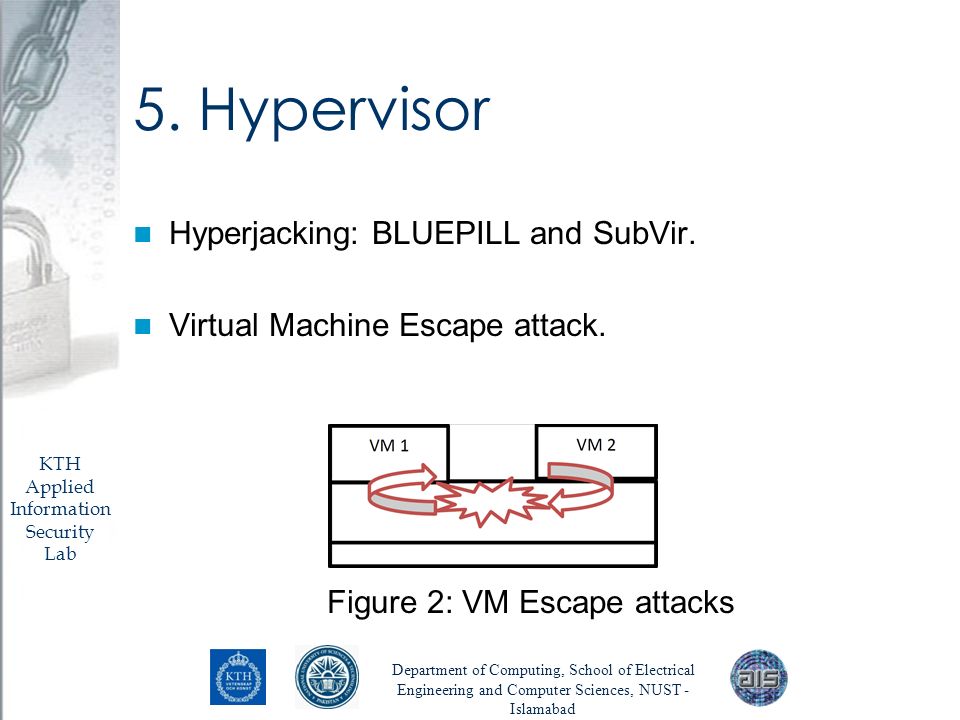 5. Hypervisor
Hyperjacking: BLUEPILL and SubVir.
Virtual Machine Escape attack.
VM 1
VM 2
Figure 2: VM Escape attacks
KTH
Applied
Information
Security
Lab
KTH
VETENSKAP
OCH KONST
Department of Computing, School of Electrical
Engineering and Computer Sciences, NUST -
Islamabad
ais